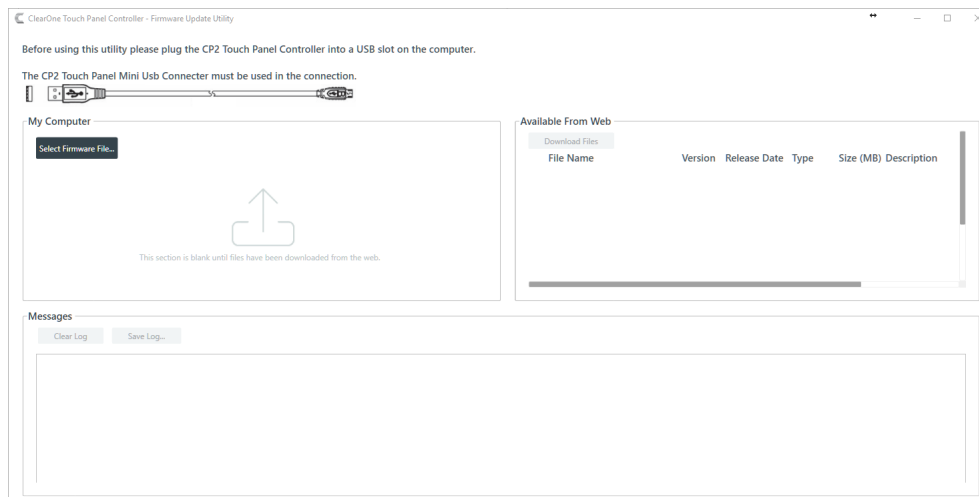 ClearOne Touch Panel Controller - Firmware Update Utility
Before using this utility please plug the CP2 Touch Panel Controller into a USB slot on the computer.
The CP2 Touch Panel Mini Usb Connecter must be used in the connection.
My Computer
Select Firmware File...
This section is blank until files have been downloaded from the web.
Available From Web
Download Files
File Name Version Release Date Type Size (MB) Description
Messages
Clear Log Save Log...